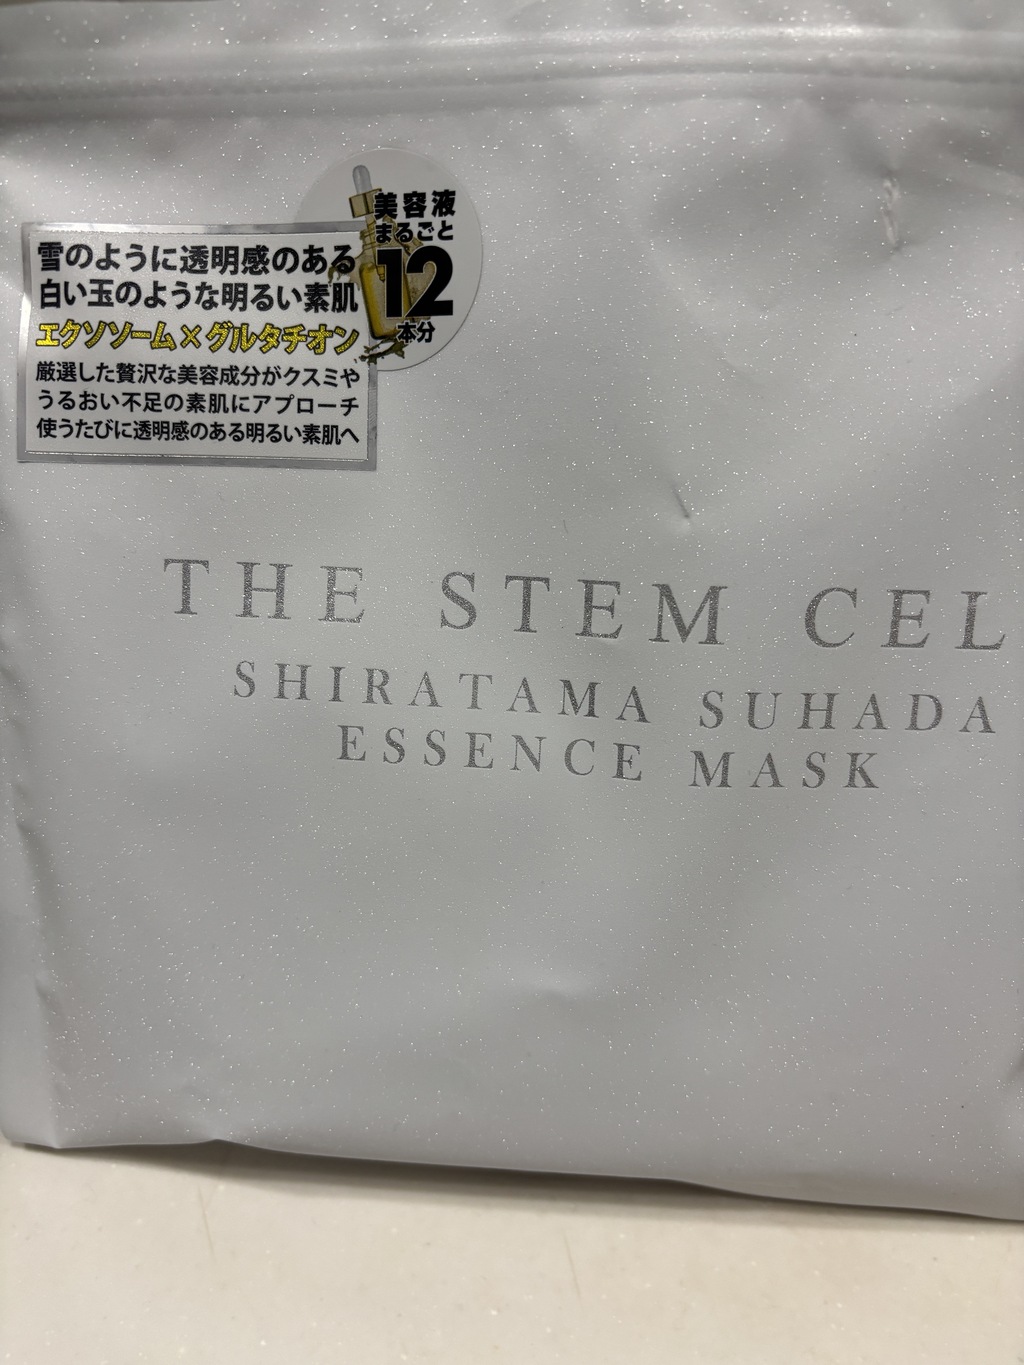 美容液
まるごと
12
本分
雪のように透明感のある
白い玉のような明るい素肌
エクソソーム×グルタチオン
厳選した贅沢な美容成分がクスミや
うるおい不足の素肌にアプローチ
使うたびに透明感のある明るい素肌へ
THE STEM CEL
SHIRATAMA SUHADA
ESSENCE MASK